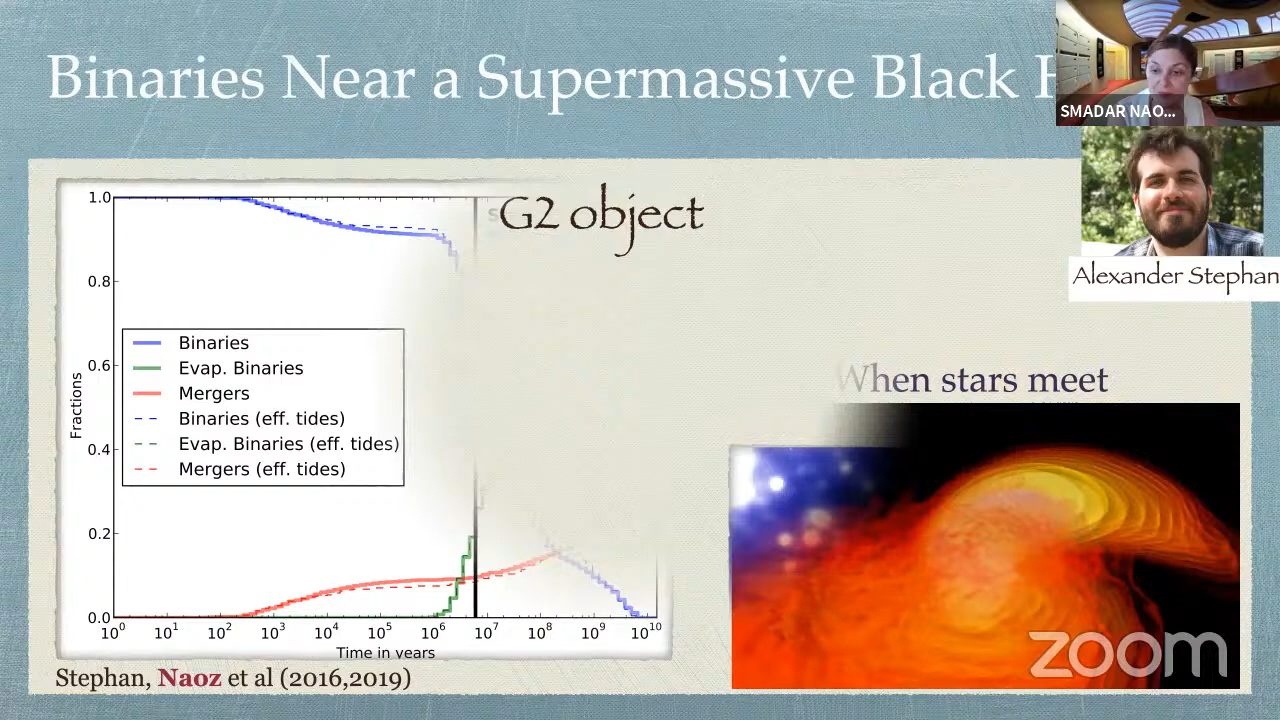 Binaries Near a Supermassive Black
SMADAR NAO...
G2 object
Alexander Stephan
1.0
0.8
0.6
0.4
0.2
0.0
Fractions
Binaries
Evap. Binaries
Mergers
Binaries (eff. tides)
Evap. Binaries (eff. tides)
Mergers (eff. tides)
10⁰ 10¹ 10² 10³ 10⁴ 10⁵ 10⁶ 10⁷ 10⁸ 10⁹ 10¹⁰
Time in years
When stars meet
Stephan, Naoz et al (2016,2019)
zoom